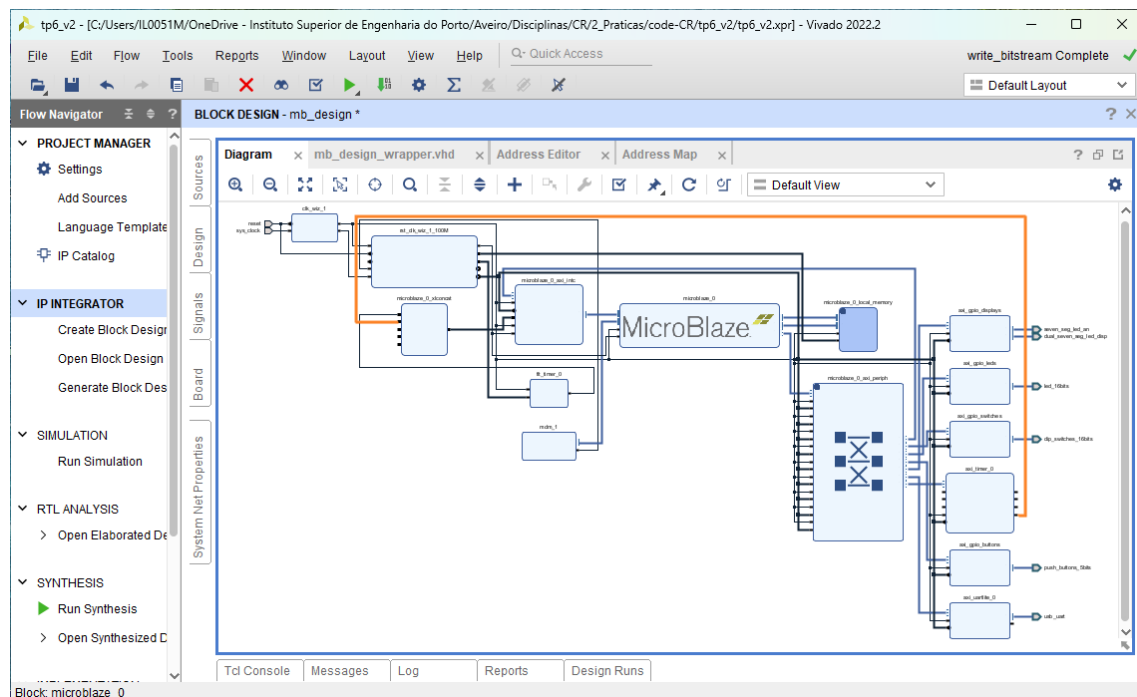 tp6_v2 - [C:/Users/IL0051M/OneDrive - Instituto Superior de Engenharia do Porto/Aveiro/Disciplinas/CR/2_Praticas/code-CR/tp6_v2/tp6_v2.xpr] - Vivado 2022.2
File Edit Flow Tools Reports Window Layout View Help Q- Quick Access write_bitstream Complete
Default Layout
Flow Navigator
BLOCK DESIGN - mb_design *
PROJECT MANAGER
Settings
Add Sources
Language Template
IP Catalog
IP INTEGRATOR
Create Block Desigr
Open Block Design
Generate Block Des
SIMULATION
Run Simulation
RTL ANALYSIS
Open Elaborated De
SYNTHESIS
Run Synthesis
Open Synthesized D
Sources
Design
Signals
Board
System Net Properties
Diagram mb_design_wrapper.vhd Address Editor Address Map
Default View
clk_wiz_1
reset
sys_clock
rst_clk_wiz_1_100M
microblaze_0_xlconcat
microblaze_0_axi_intc
microblaze_0
MicroBlaze
microblaze_0_local_memory
fit_timer_0
mdm_1
microblaze_0_axi_periph
axi_gpio_displays
seven_seg_led_an
dual_seven_seg_led_disp
axi_gpio_leds
led_16bits
axi_gpio_switches
dip_switches_16bits
axi_timer_0
axi_gpio_buttons
push_buttons_5bits
axi_uartlite_0
usb_uart
Tcl Console Messages Log Reports Design Runs
Block: microblaze_0